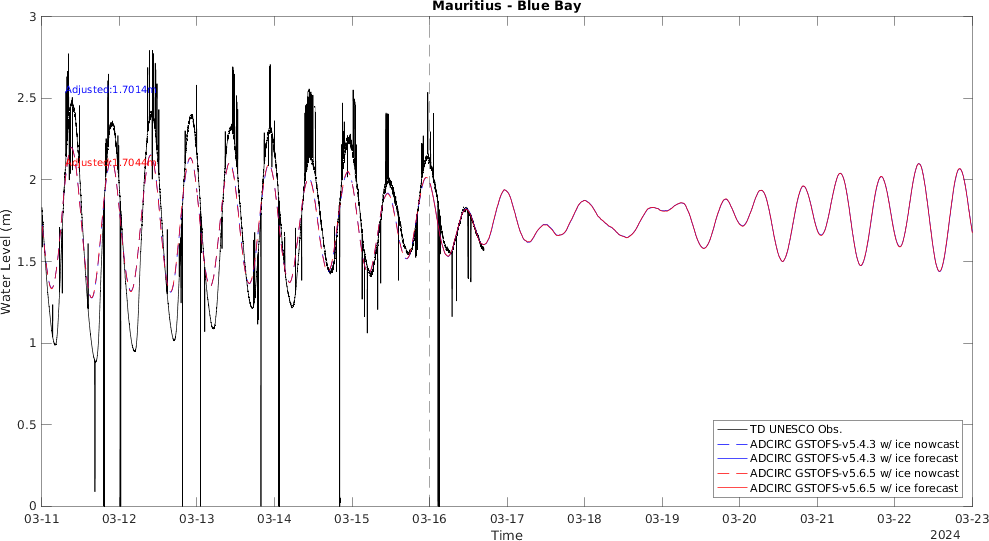 Mauritius - Blue Bay
Water Level (m)
3
2.5
2
1.5
1
0.5
0
Adjusted:1.7014m
Adjusted:1.7044m
TD UNESCO Obs.
ADCIRC GSTOFS-v5.4.3 w/ ice nowcast
ADCIRC GSTOFS-v5.4.3 w/ ice forecast
ADCIRC GSTOFS-v5.6.5 w/ ice nowcast
ADCIRC GSTOFS-v5.6.5 w/ ice forecast
03-11 03-12 03-13 03-14 03-15 03-16 03-17 03-18 03-19 03-20 03-21 03-22 03-23
Time
2024